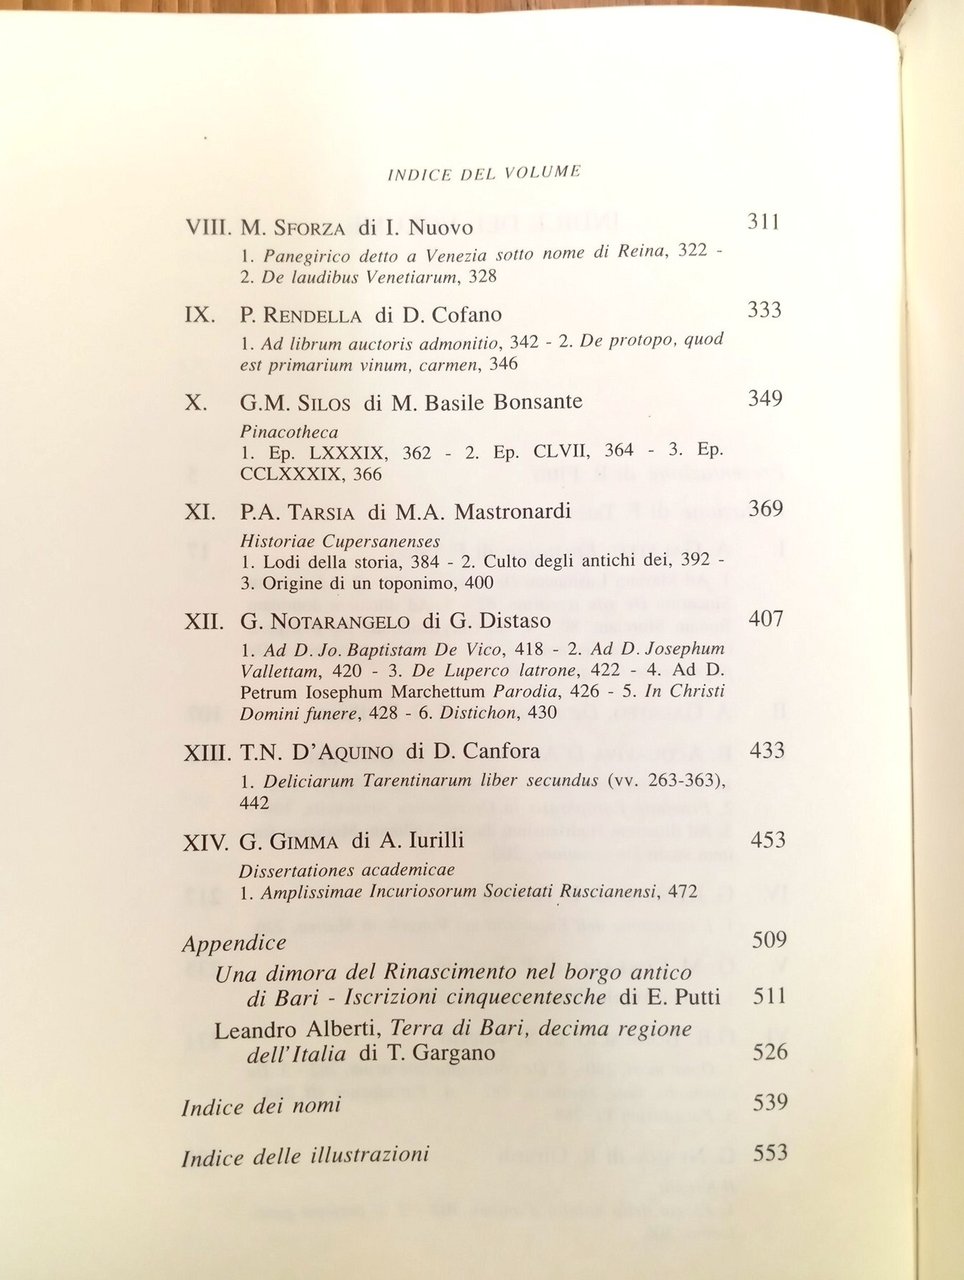 INDICE DEL VOLUME
VIII. M. SFORZA di I. Nuovo 311
1. Panegirico detto a Venezia sotto nome di Reina, 322 -
2. De laudibus Venetiarum, 328
IX. P. RENDELLA di D. Cofano 333
1. Ad librum auctoris admonitio, 342 - 2. De protopo, quod
est primarium vinum, carmen, 346
X. G.M. SILOS di M. Basile Bonsante 349
Pinacotheca
1. Ep. LXXXIX, 362 - 2. Ep. CLVII, 364 - 3. Ep.
CCLXXXIX, 366
XI. P.A. TARSIA di M.A. Mastronardi 369
Historiae Cupersanenses
1. Lodi della storia, 384 - 2. Culto degli antichi dei, 392 -
3. Origine di un toponimo, 400
XII. G. NOTARANGELO di G. Distaso 407
1. Ad D. Jo. Baptistam De Vico, 418 - 2. Ad D. Josephum
Vallettam, 420 - 3. De Luperco latrone, 422 - 4. Ad D.
Petrum Iosephum Marchettum Parodia, 426 - 5. In Christi
Domini funere, 428 - 6. Distichon, 430
XIII. T.N. D'AQUINO di D. Canfora 433
1. Deliciarum Tarentinarum liber secundus (vv. 263-363),
442
XIV. G. GIMMA di A. Iurilli 453
Dissertationes academicae
1. Amplissimae Incuriosorum Societati Ruscianensi, 472
Appendice 509
Una dimora del Rinascimento nel borgo antico
di Bari - Iscrizioni cinquecentesche di E. Putti 511
Leandro Alberti, Terra di Bari, decima regione
dell'Italia di T. Gargano 526
Indice dei nomi 539
Indice delle illustrazioni 553